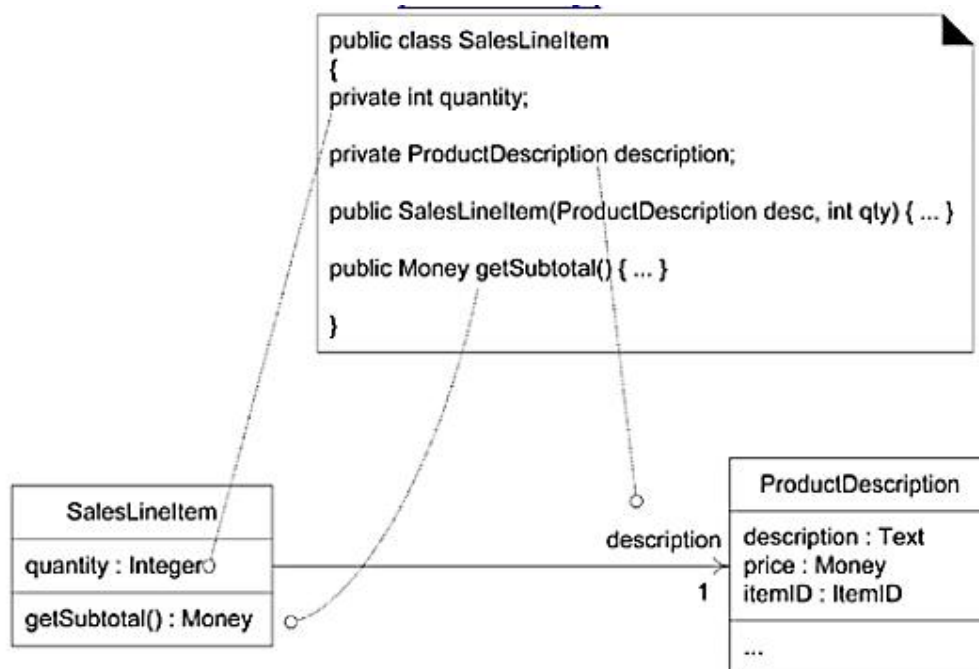 public class SalesLineItem
{
private int quantity;
private ProductDescription description;
public SalesLineItem(ProductDescription desc, int qty) { ... }
public Money getSubtotal() { ... }
}
SalesLineItem
quantity : Integer
getSubtotal() : Money
description
1
ProductDescription
description : Text
price : Money
itemID : ItemID
...